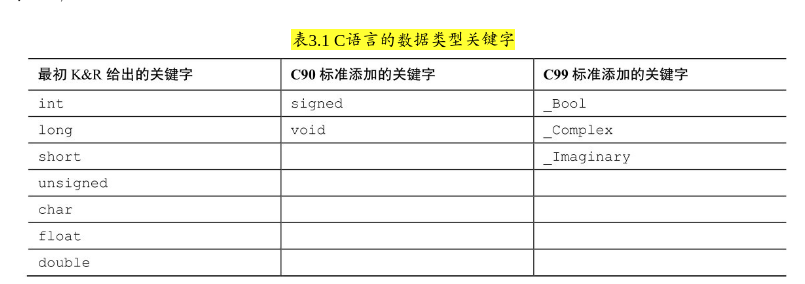 表3.1 C语言的数据类型关键字
最初 K&R 给出的关键字 C90 标准添加的关键字 C99 标准添加的关键字
int signed _Bool
long void _Complex
short _Imaginary
unsigned
char
float
double